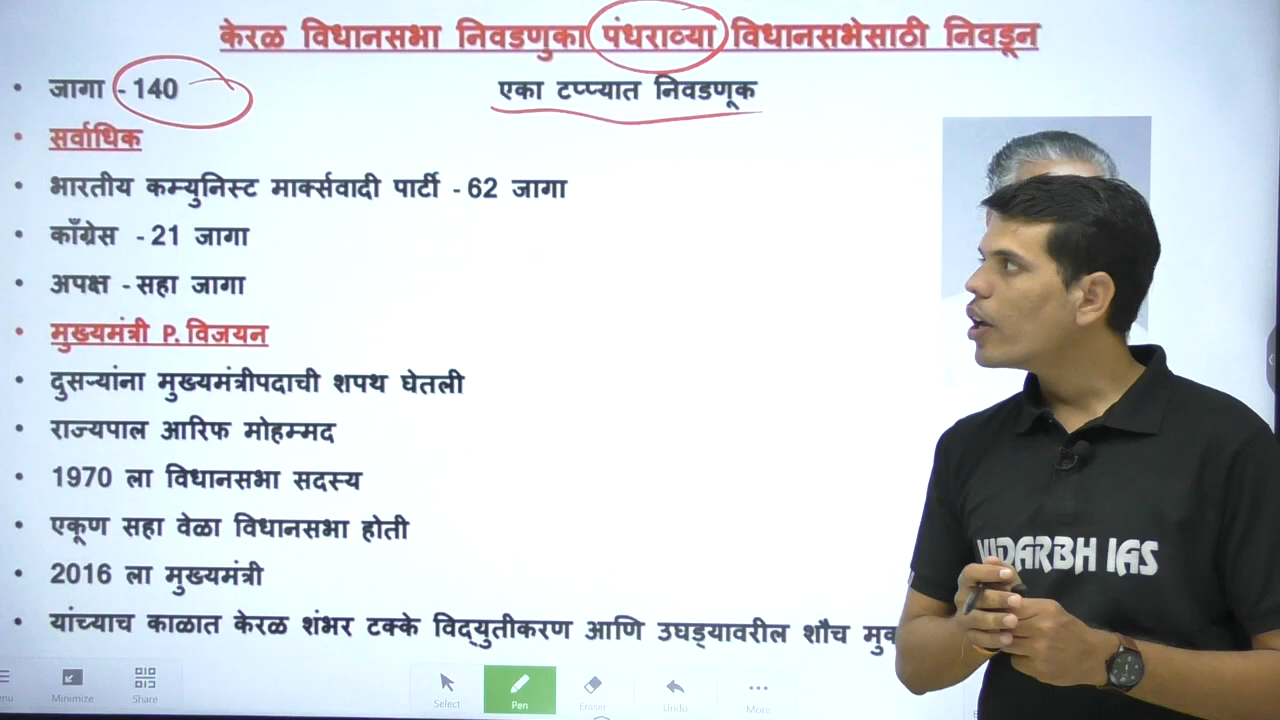 केरळ विधानसभा निवडणुका पंधराव्या विधानसभेसाठी निवडून
• जागा - 140
एका टप्प्यात निवडणूक
• सर्वाधिक
• भारतीय कम्युनिस्ट मार्क्सवादी पार्टी - 62 जागा
• काँग्रेस - 21 जागा
• अपक्ष - सहा जागा
• मुख्यमंत्री P. विजयन
• दुसऱ्यांना मुख्यमंत्रीपदाची शपथ घेतली
• राज्यपाल आरिफ मोहम्मद
• 1970 ला विधानसभा सदस्य
• एकूण सहा वेळा विधानसभा होती
• 2016 ला मुख्यमंत्री
• यांच्याच काळात केरळ शंभर टक्के विद्युतीकरण आणि उघड्यावरील शौच
VIDARBH IAS
Minimize
Share
Select
Pen
Eraser
Undo
More